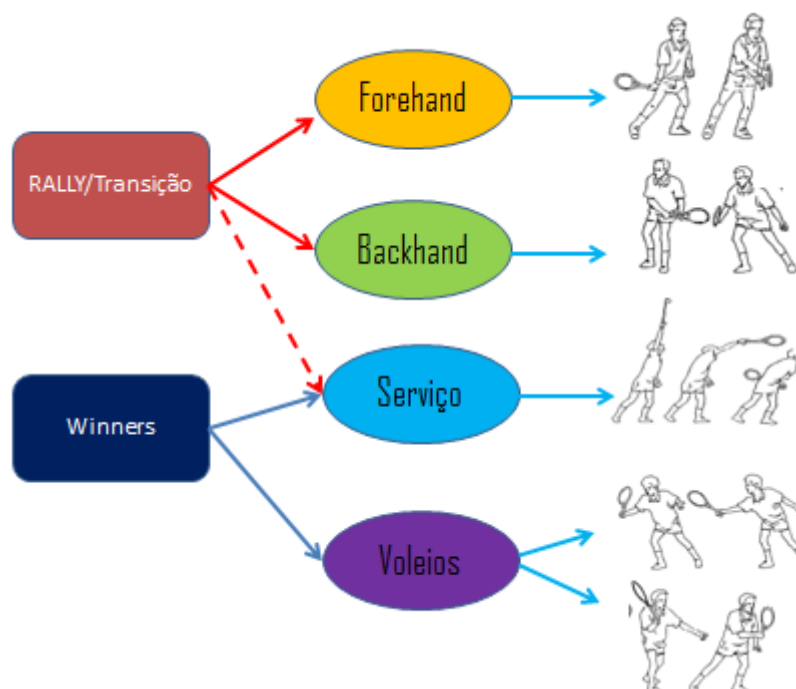 Forehand
RALLY/Transição
Backhand
Serviço
Winners
Voleios